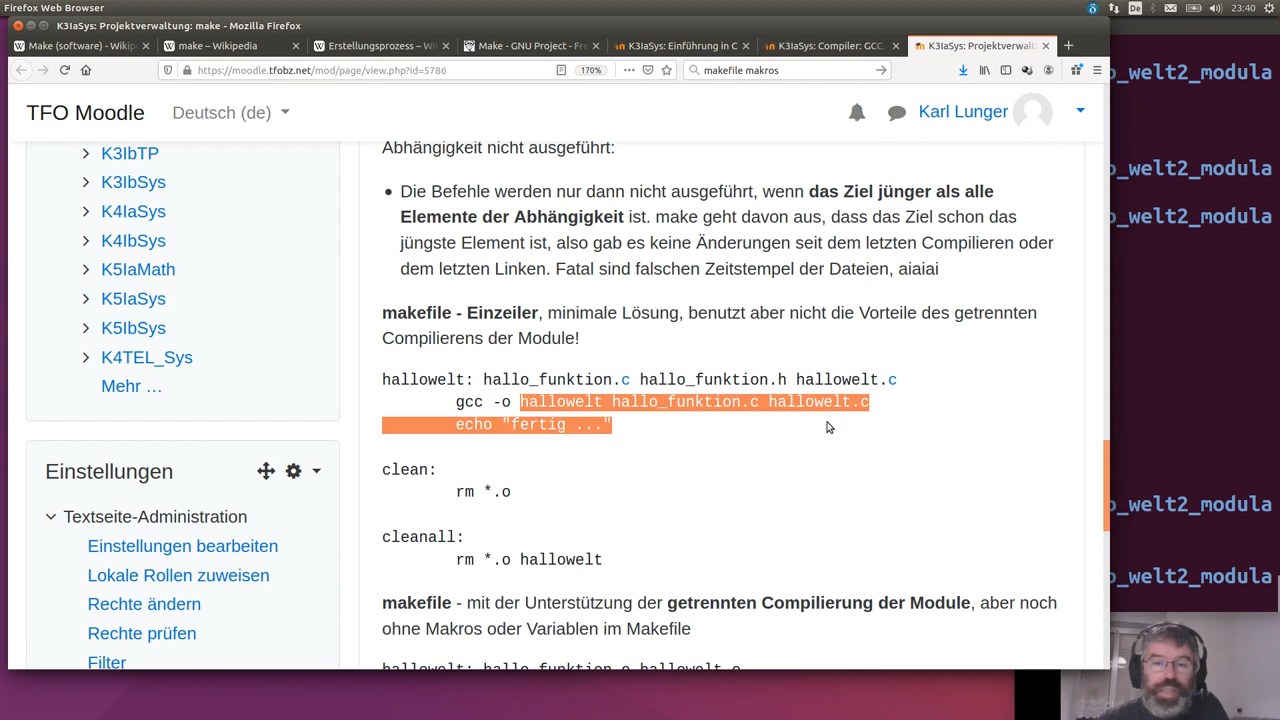 Firefox Web Browser
De
23:40
K3IaSys: Projektverwaltung: make - Mozilla Firefox
Make (software) - Wikip
make – Wikipedia
Erstellungsprozess – Wi
Make - GNU Project - Fre
K3IaSys: Einführung in C
K3IaSys: Compiler: GCC,
K3IaSys: Projektverwalt
https://moodle.tfobz.net/mod/page/view.php?id=5786
170%
makefile makros
TFO Moodle
Deutsch (de)
Karl Lunger
K3IbTP
K3IbSys
K4IaSys
K4IbSys
K5IaMath
K5IaSys
K5IbSys
K4TEL_Sys
Mehr …
Einstellungen
Textseite-Administration
Einstellungen bearbeiten
Lokale Rollen zuweisen
Rechte ändern
Rechte prüfen
Filter
Abhängigkeit nicht ausgeführt:
Die Befehle werden nur dann nicht ausgeführt, wenn das Ziel jünger als alle
Elemente der Abhängigkeit ist. make geht davon aus, dass das Ziel schon das
jüngste Element ist, also gab es keine Änderungen seit dem letzten Compilieren oder
dem letzten Linken. Fatal sind falschen Zeitstempel der Dateien, aiaiai
makefile - Einzeiler, minimale Lösung, benutzt aber nicht die Vorteile des getrennten
Compilierens der Module!
hallowelt: hallo_funktion.c hallo_funktion.h hallowelt.c
gcc -o hallowelt hallo_funktion.c hallowelt.c
echo "fertig ..."
clean:
rm *.o
cleanall:
rm *.o hallowelt
makefile - mit der Unterstützung der getrennten Compilierung der Module, aber noch
ohne Makros oder Variablen im Makefile
hallowelt: hallo_funktion.o hallowelt.o
o_welt2_modula
o_welt2_modula
o_welt2_modula
o_welt2_modula
o_welt2_modula